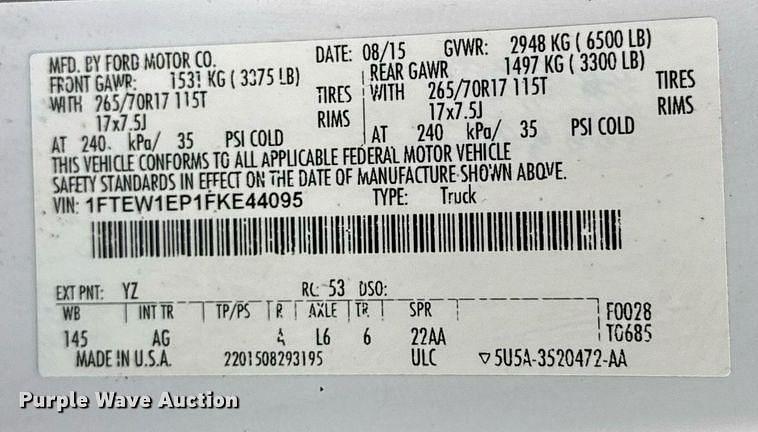 MFD. BY FORD MOTOR CO. DATE: 08/15 GVWR: 2948 KG ( 6500 LB)
FRONT GAWR: 1531 KG ( 3375 LB) REAR GAWR 1497 KG ( 3300 LB)
WITH 265/70R17 115T TIRES WITH 265/70R17 115T TIRES
17x7.5J RIMS 17x7.5J RIMS
AT 240 kPa/ 35 PSI COLD AT 240 kPa/ 35 PSI COLD
THIS VEHICLE CONFORMS TO ALL APPLICABLE FEDERAL MOTOR VEHICLE
SAFETY STANDARDS IN EFFECT ON THE DATE OF MANUFACTURE SHOWN ABOVE.
VIN: 1FTEW1EP1FKE44095 TYPE: Truck
EXT PNT: YZ RC: 53 DSO:
WB INT TR TP/PS R AXLE TR SPR F0028
145 AG 4 L6 6 22AA T0685
MADE IN U.S.A. 2201508293195 ULC ▽5U5A-3520472-AA
Purple Wave Auction